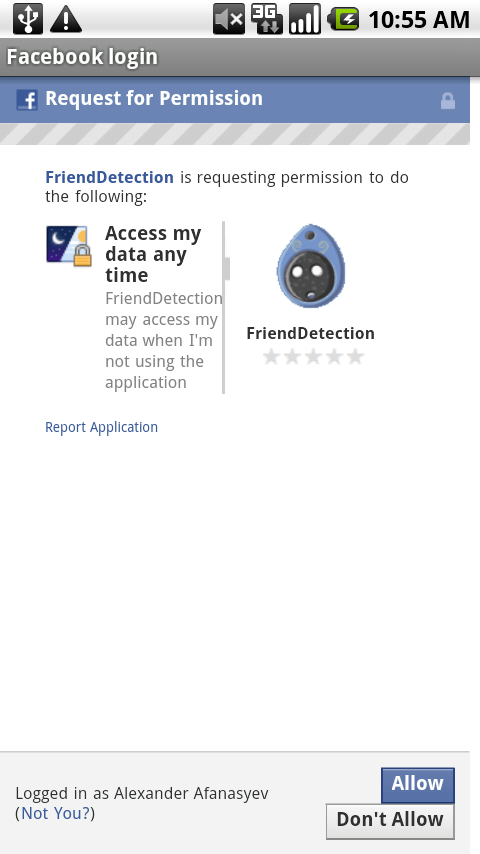 3G 10:55 AM
Facebook login
f Request for Permission
FriendDetection is requesting permission to do
the following:
Access my
data any
time
FriendDetection
may access my
data when I'm
not using the
application
FriendDetection
Report Application
Logged in as Alexander Afanasyev
(Not You?)
Allow
Don't Allow